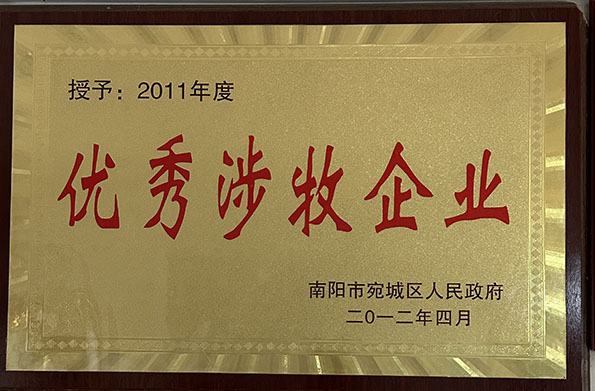 授予：2011年度
优秀涉牧企业
南阳市宛城区人民政府
二0一二年四月